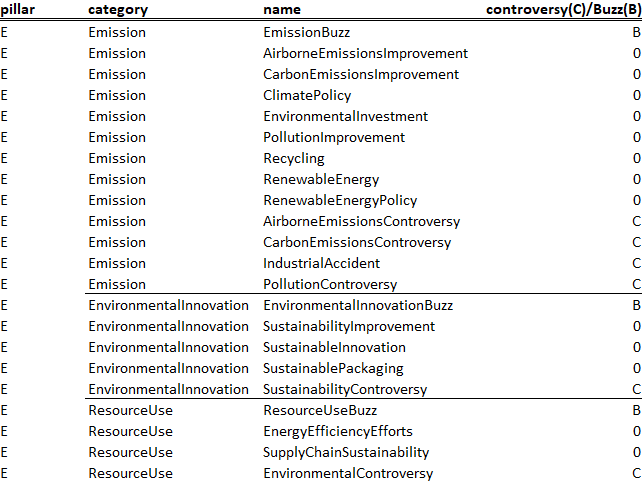 pillar category name controversy(C)/Buzz(B)
E Emission EmissionBuzz B
E Emission AirborneEmissionsImprovement 0
E Emission CarbonEmissionsImprovement 0
E Emission ClimatePolicy 0
E Emission EnvironmentalInvestment 0
E Emission PollutionImprovement 0
E Emission Recycling 0
E Emission RenewableEnergy 0
E Emission RenewableEnergyPolicy 0
E Emission AirborneEmissionsControversy C
E Emission CarbonEmissionsControversy C
E Emission IndustrialAccident C
E Emission PollutionControversy C
E EnvironmentalInnovation EnvironmentalInnovationBuzz B
E EnvironmentalInnovation SustainabilityImprovement 0
E EnvironmentalInnovation SustainableInnovation 0
E EnvironmentalInnovation SustainablePackaging 0
E EnvironmentalInnovation SustainabilityControversy C
E ResourceUse ResourceUseBuzz B
E ResourceUse EnergyEfficiencyEfforts 0
E ResourceUse SupplyChainSustainability 0
E ResourceUse EnvironmentalControversy C